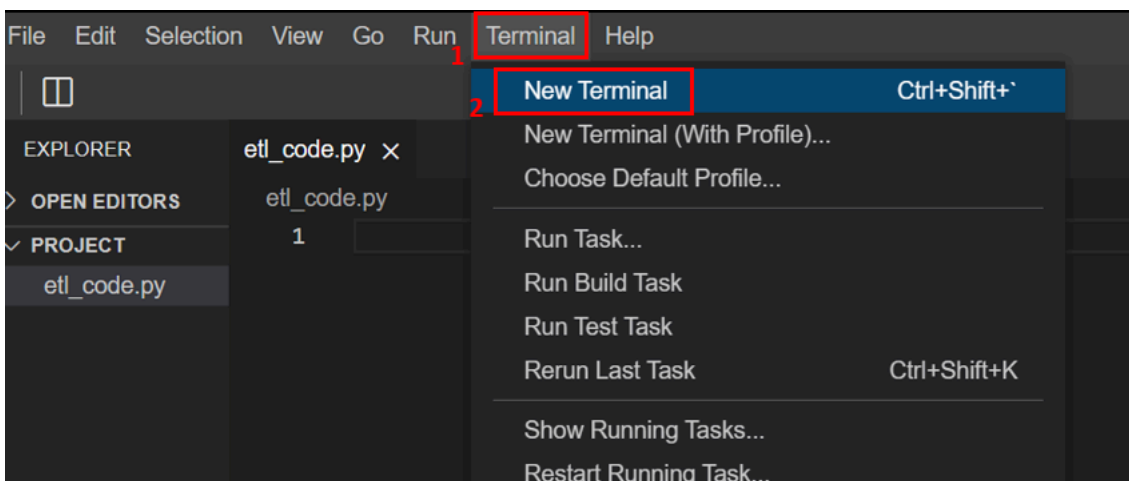 File Edit Selection View Go Run Terminal Help
1
New Terminal Ctrl+Shift+`
2
New Terminal (With Profile)...
Choose Default Profile...
Run Task...
Run Build Task
Run Test Task
Rerun Last Task Ctrl+Shift+K
Show Running Tasks...
Restart Running Task...
EXPLORER
OPEN EDITORS
PROJECT
etl_code.py
etl_code.py ×
etl_code.py
1